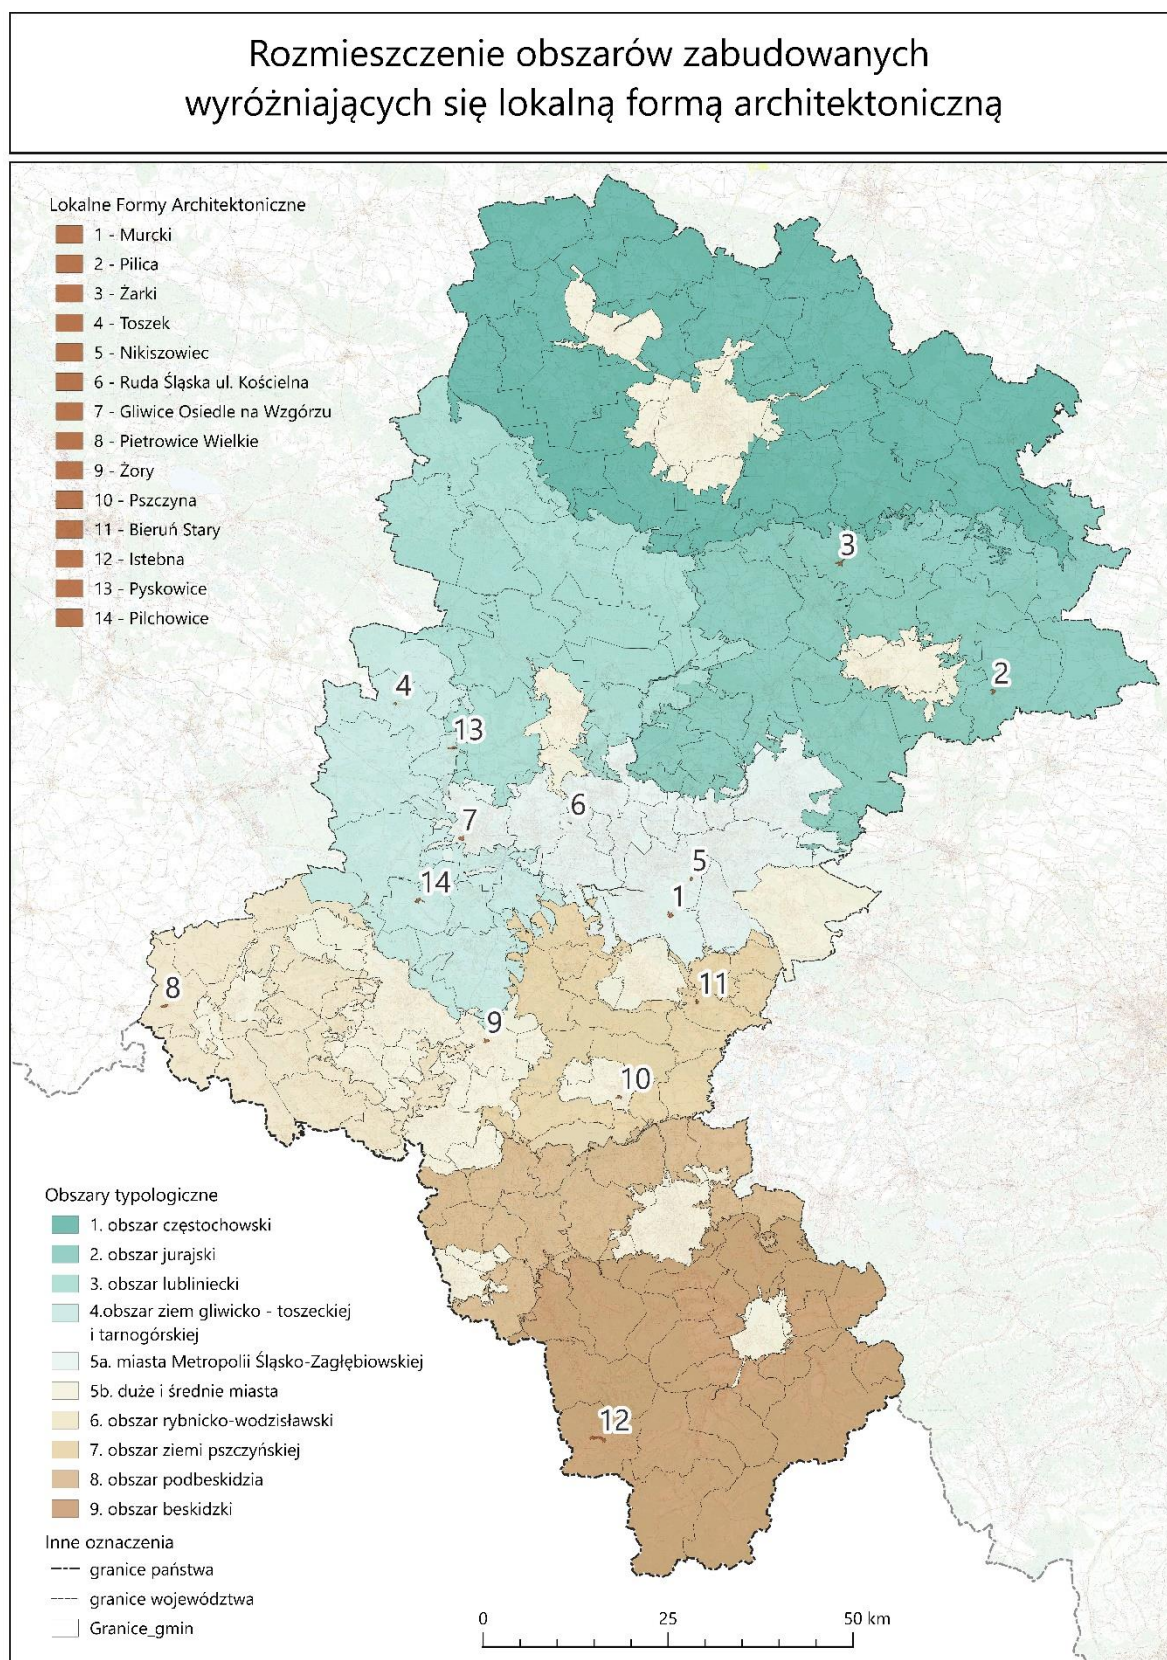 Rozmieszczenie obszarów zabudowanych
wyróżniających się lokalną formą architektoniczną
Lokalne Formy Architektoniczne
1 - Murcki
2 - Pilica
3 - Żarki
4 - Toszek
5 - Nikiszowiec
6 - Ruda Śląska ul. Kościelna
7 - Gliwice Osiedle na Wzgórzu
8 - Pietrowice Wielkie
9 - Żory
10 - Pszczyna
11 - Bieruń Stary
12 - Istebna
13 - Pyskowice
14 - Pilchowice
3
2
4
13
6
7
5
14
1
8
11
9
10
12
Obszary typologiczne
1. obszar częstochowski
2. obszar jurajski
3. obszar lubliniecki
4.obszar ziem gliwicko - toszeckiej
i tarnogórskiej
5a. miasta Metropolii Śląsko-Zagłębiowskiej
5b. duże i średnie miasta
6. obszar rybnicko-wodzisławski
7. obszar ziemi pszczyńskiej
8. obszar podbeskidzia
9. obszar beskidzki
Inne oznaczenia
granice państwa
granice województwa
Granice_gmin
0 25 50 km